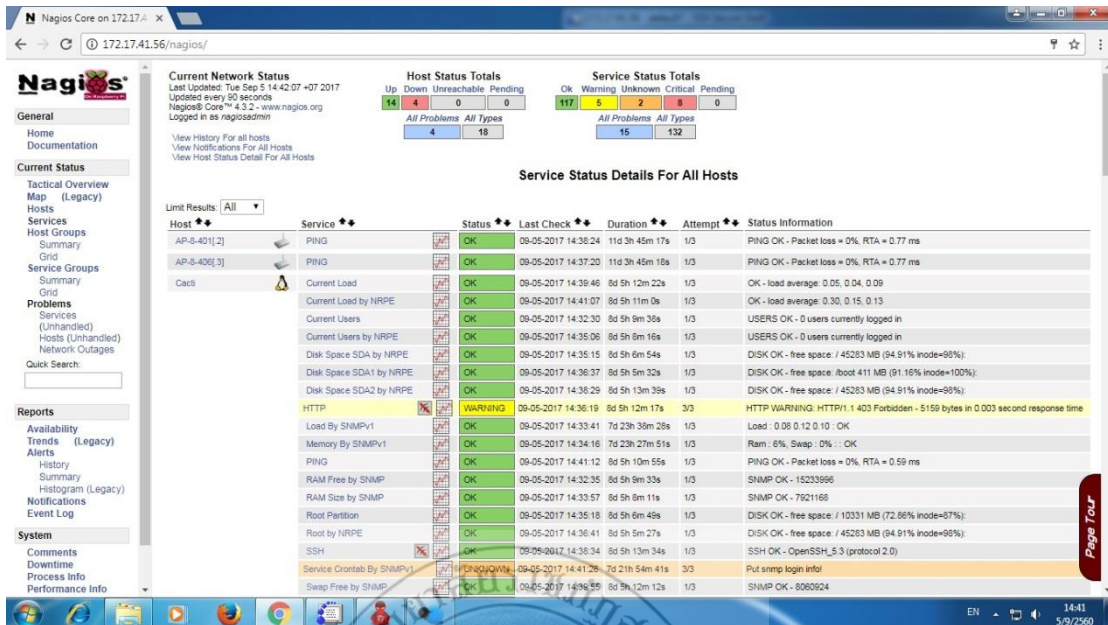 Nagios Core on 172.17.4
172.17.41.56/nagios/
Nagios
General
Home
Documentation
Current Status
Tactical Overview
Map (Legacy)
Hosts
Services
Host Groups
Summary
Grid
Service Groups
Summary
Grid
Problems
Services
(Unhandled)
Hosts (Unhandled)
Network Outages
Quick Search:
Reports
Availability
Trends (Legacy)
Alerts
History
Summary
Histogram (Legacy)
Notifications
Event Log
System
Comments
Downtime
Process Info
Performance Info
Current Network Status
Last Updated: Tue Sep 5 14:42:07 +07 2017
Updated every 90 seconds
Nagios® Core™ 4.3.2 - www.nagios.org
Logged in as nagiosadmin
View History For all hosts
View Notifications For All Hosts
View Host Status Detail For All Hosts
Host Status Totals
Up Down Unreachable Pending
14 4 0 0
All Problems All Types
4 18
Service Status Totals
Ok Warning Unknown Critical Pending
117 5 2 8 0
All Problems All Types
15 132
Service Status Details For All Hosts
Limit Results: All
Host Service Status Last Check Duration Attempt Status Information
AP-8-401[.2] PING OK 09-05-2017 14:38:24 11d 3h 45m 17s 1/3 PING OK - Packet loss = 0%, RTA = 0.77 ms
AP-8-406[.3] PING OK 09-05-2017 14:37:20 11d 3h 45m 18s 1/3 PING OK - Packet loss = 0%, RTA = 0.77 ms
Cacti Current Load OK 09-05-2017 14:39:46 8d 5h 12m 22s 1/3 OK - load average: 0.05, 0.04, 0.09
Current Load by NRPE OK 09-05-2017 14:41:07 8d 5h 11m 0s 1/3 OK - load average: 0.30, 0.15, 0.13
Current Users OK 09-05-2017 14:32:30 8d 5h 9m 38s 1/3 USERS OK - 0 users currently logged in
Current Users by NRPE OK 09-05-2017 14:35:06 8d 5h 8m 16s 1/3 USERS OK - 0 users currently logged in
Disk Space SDA by NRPE OK 09-05-2017 14:35:15 8d 5h 6m 54s 1/3 DISK OK - free space: / 45283 MB (94.91% inode=98%):
Disk Space SDA1 by NRPE OK 09-05-2017 14:36:37 8d 5h 5m 32s 1/3 DISK OK - free space: /boot 411 MB (91.16% inode=100%):
Disk Space SDA2 by NRPE OK 09-05-2017 14:38:29 8d 5h 13m 39s 1/3 DISK OK - free space: / 45283 MB (94.91% inode=98%):
HTTP WARNING 09-05-2017 14:36:19 8d 5h 12m 17s 3/3 HTTP WARNING: HTTP/1.1 403 Forbidden - 5159 bytes in 0.003 second response time
Load By SNMPv1 OK 09-05-2017 14:33:41 7d 23h 38m 28s 1/3 Load : 0.08 0.12 0.10 : OK
Memory By SNMPv1 OK 09-05-2017 14:34:16 7d 23h 27m 51s 1/3 Ram : 6%, Swap : 0% : : OK
PING OK 09-05-2017 14:41:12 8d 5h 10m 55s 1/3 PING OK - Packet loss = 0%, RTA = 0.59 ms
RAM Free by SNMP OK 09-05-2017 14:32:35 8d 5h 9m 33s 1/3 SNMP OK - 15233996
RAM Size by SNMP OK 09-05-2017 14:33:57 8d 5h 8m 11s 1/3 SNMP OK - 7921168
Root Partition OK 09-05-2017 14:35:18 8d 5h 6m 49s 1/3 DISK OK - free space: / 10331 MB (72.86% inode=87%):
Root by NRPE OK 09-05-2017 14:36:41 8d 5h 5m 27s 1/3 DISK OK - free space: / 45283 MB (94.91% inode=98%):
SSH OK 09-05-2017 14:38:34 8d 5h 13m 34s 1/3 SSH OK - OpenSSH_5.3 (protocol 2.0)
Service Crontab By SNMPv1 UNKNOWN 09-05-2017 14:41:26 7d 21h 54m 41s 3/3 Put snmp login info!
Swap Free by SNMP OK 09-05-2017 14:39:55 8d 5h 12m 12s 1/3 SNMP OK - 8060924
Page Tour
EN 14:41
5/9/2560